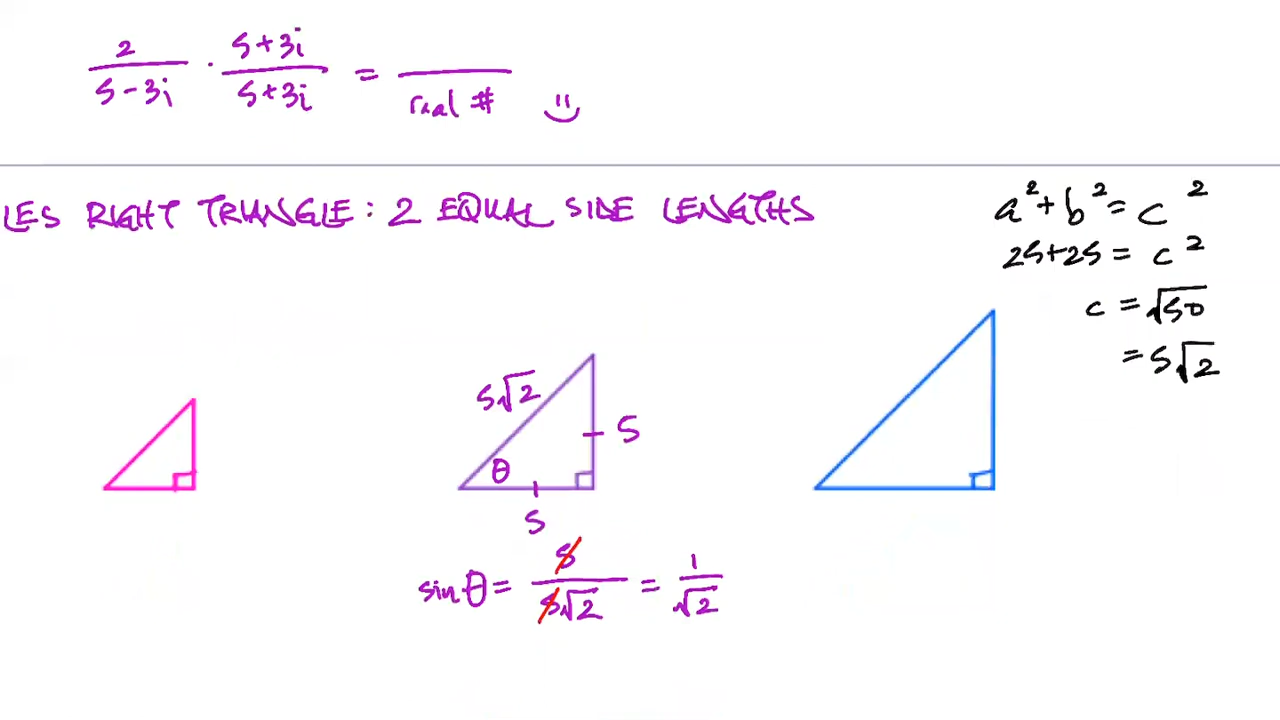 2/(5-3i) · (5+3i)/(5+3i) = /(real #) :)
LES RIGHT TRIANGLE: 2 EQUAL SIDE LENGTHS
a² + b² = c²
25+25 = c²
c = √50
= 5√2
5√2
5
θ
5
sin θ = 5/(5√2) = 1/√2